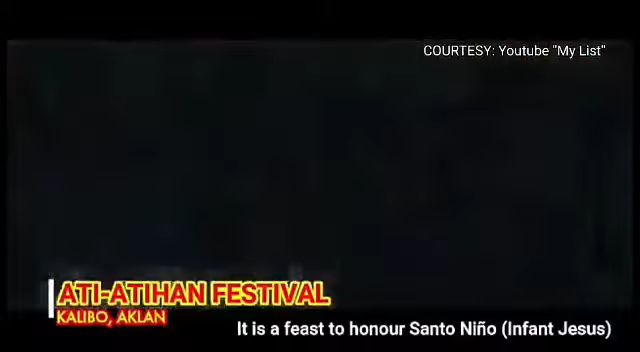 COURTESY: Youtube "My List"
ATI-ATIHAN FESTIVAL
KALIBO, AKLAN
It is a feast to honour Santo Niño (Infant Jesus)